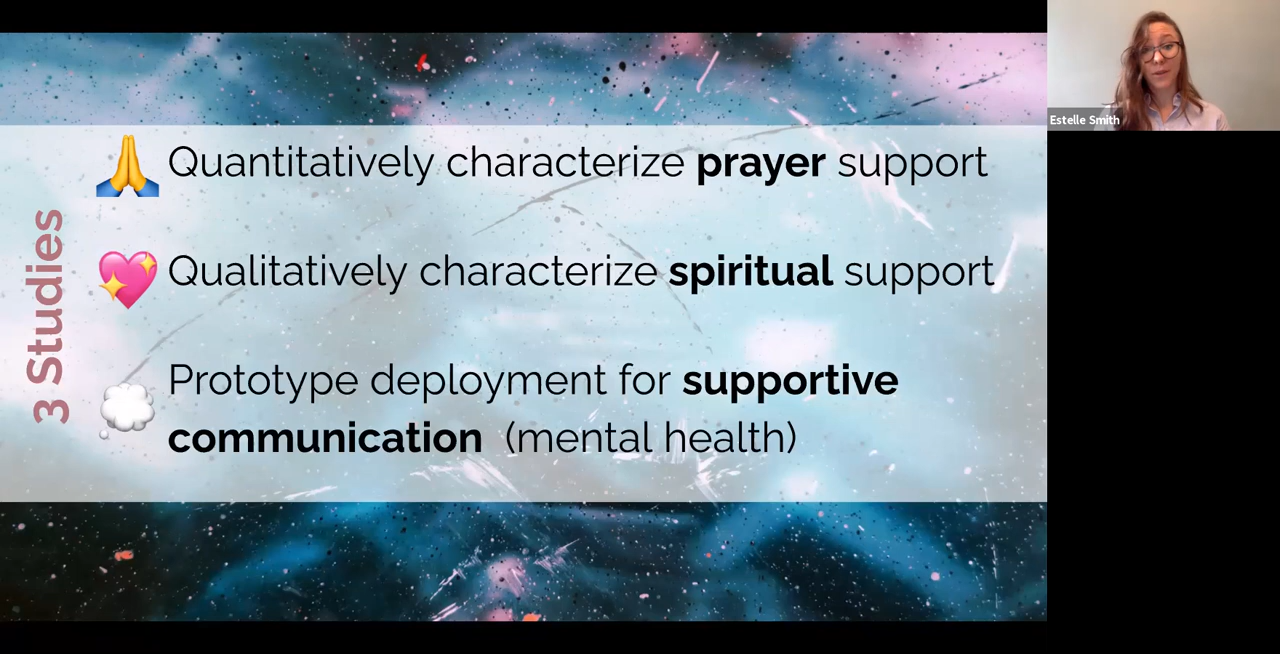 3 Studies
Quantitatively characterize prayer support
Qualitatively characterize spiritual support
Prototype deployment for supportive
communication (mental health)
Estelle Smith